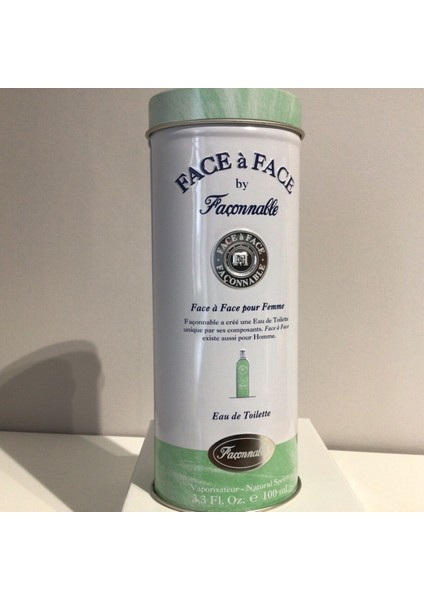 FACE à FACE
by
Façonnable
FACE à FACE
FAÇONNABLE
Face à Face pour Femme
Façonnable a créé une Eau de Toilette
unique par ses composants. Face à Face
existe aussi pour Homme.
Eau de Toilette
Façonnable
Vaporisateur - Natural Spray
3.3 Fl. Oz. e 100 ml